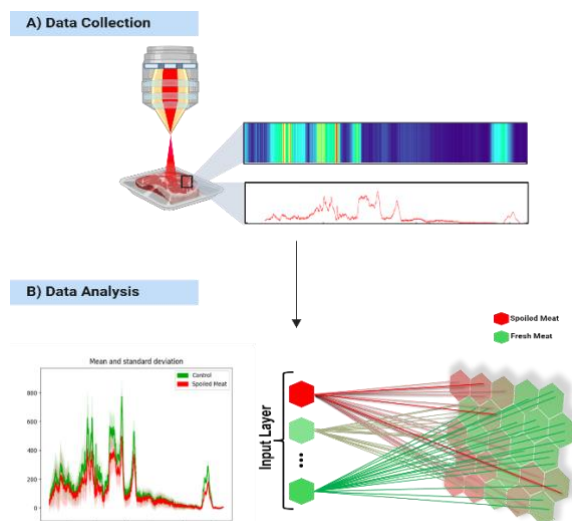 A) Data Collection
B) Data Analysis
Spoiled Meat
Fresh Meat
Mean and standard deviation
Control
Spoiled Meat
800
600
400
200
0
Input Layer